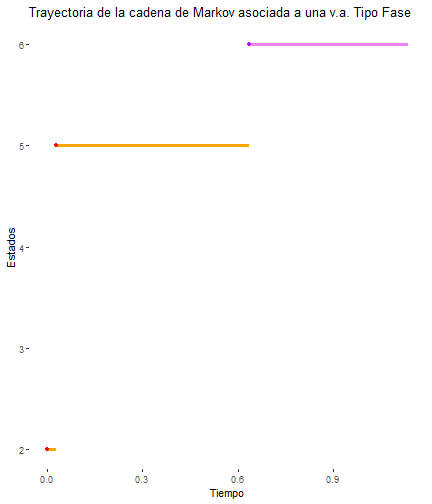 Trayectoria de la cadena de Markov asociada a una v.a. Tipo Fase
6
5
4
3
2
Estados
0.0 0.3 0.6 0.9
Tiempo